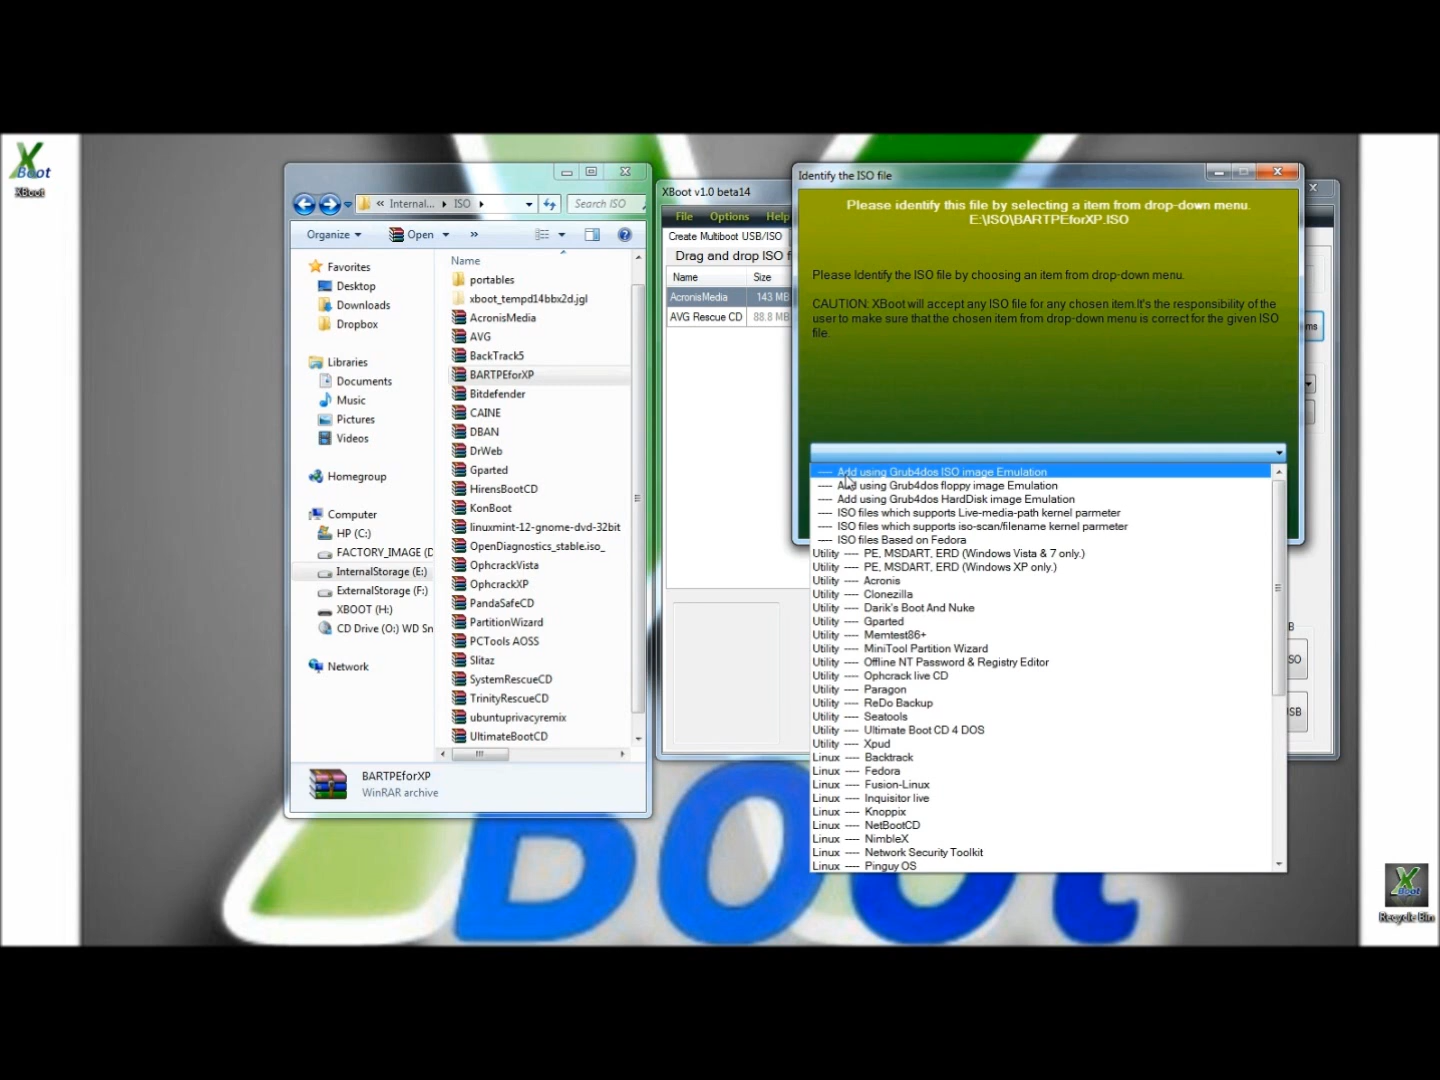 XBoot
XBoot
Internal... ISO
Search ISO
Organize
Open
»
Favorites
Desktop
Downloads
Dropbox
Libraries
Documents
Music
Pictures
Videos
Homegroup
Computer
HP (C:)
FACTORY_IMAGE (D
InternalStorage (E:)
ExternalStorage (F:)
XBOOT (H:)
CD Drive (O:) WD Sn
Network
Name
portables
xboot_tempd14bbx2d.jgl
AcronisMedia
AVG
BackTrack5
BARTPEforXP
Bitdefender
CAINE
DBAN
DrWeb
Gparted
HirensBootCD
KonBoot
linuxmint-12-gnome-dvd-32bit
OpenDiagnostics_stable.iso_
OphcrackVista
OphcrackXP
PandaSafeCD
PartitionWizard
PCTools AOSS
Slitaz
SystemRescueCD
TrinityRescueCD
ubuntuprivacyremix
UltimateBootCD
BARTPEforXP
WinRAR archive
XBoot v1.0 beta14
File Options Help
Create Multiboot USB/ISO
Drag and drop ISO fi
Name Size
AcronisMedia 143 MB
AVG Rescue CD 88.8 MB
ms
B
SO
SB
Identify the ISO file
Please identify this file by selecting a item from drop-down menu.
E:\ISO\BARTPEforXP.ISO
Please Identify the ISO file by choosing an item from drop-down menu.
CAUTION: XBoot will accept any ISO file for any chosen item.It's the responsibility of the
user to make sure that the chosen item from drop-down menu is correct for the given ISO
file.
---- Add using Grub4dos ISO image Emulation
---- Add using Grub4dos floppy image Emulation
---- Add using Grub4dos HardDisk image Emulation
---- ISO files which supports Live-media-path kernel parmeter
---- ISO files which supports iso-scan/filename kernel parmeter
---- ISO files Based on Fedora
Utility ---- PE, MSDART, ERD (Windows Vista & 7 only.)
Utility ---- PE, MSDART, ERD (Windows XP only.)
Utility ---- Acronis
Utility ---- Clonezilla
Utility ---- Darik's Boot And Nuke
Utility ---- Gparted
Utility ---- Memtest86+
Utility ---- MiniTool Partition Wizard
Utility ---- Offline NT Password & Registry Editor
Utility ---- Ophcrack live CD
Utility ---- Paragon
Utility ---- ReDo Backup
Utility ---- Seatools
Utility ---- Ultimate Boot CD 4 DOS
Utility ---- Xpud
Linux ---- Backtrack
Linux ---- Fedora
Linux ---- Fusion-Linux
Linux ---- Inquisitor live
Linux ---- Knoppix
Linux ---- NetBootCD
Linux ---- NimbleX
Linux ---- Network Security Toolkit
Linux ---- Pinguy OS
XBoot
Recycle Bin